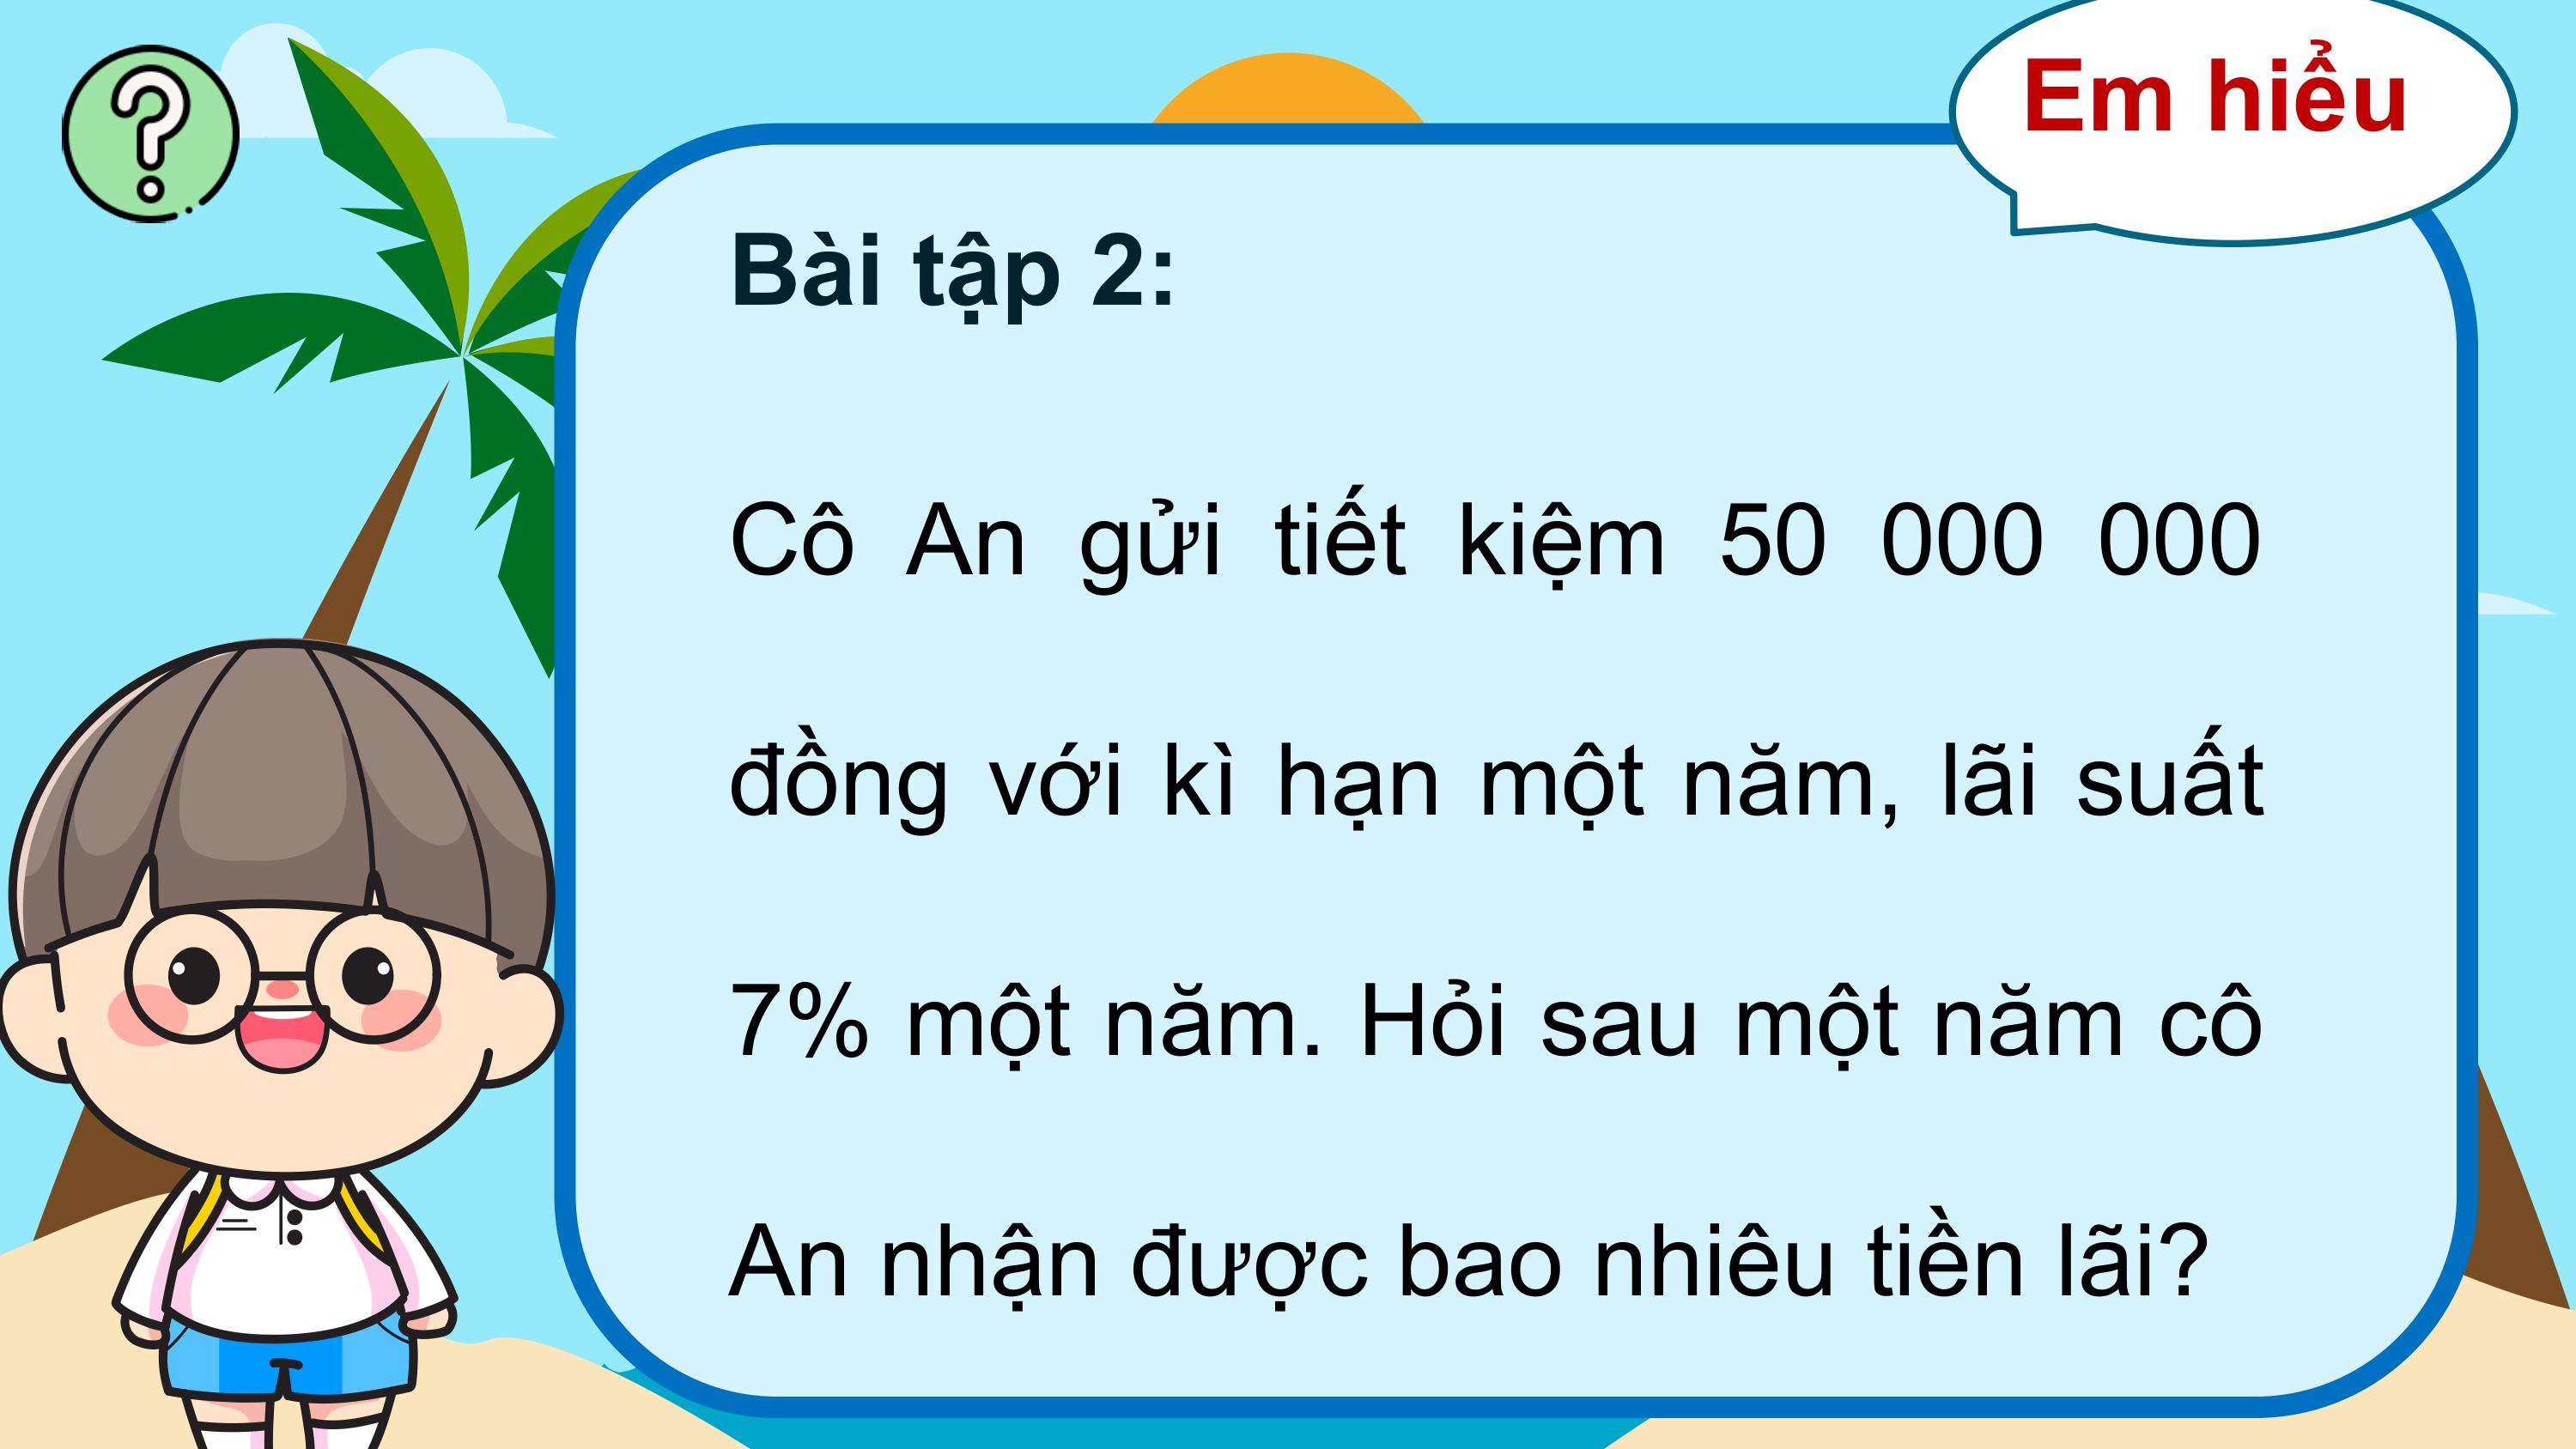 Em hiểu
Bài tập 2:
Cô An gửi tiết kiệm 50 000 000
đồng với kì hạn một năm, lãi suất
7% một năm. Hỏi sau một năm cô
An nhận được bao nhiêu tiền lãi?